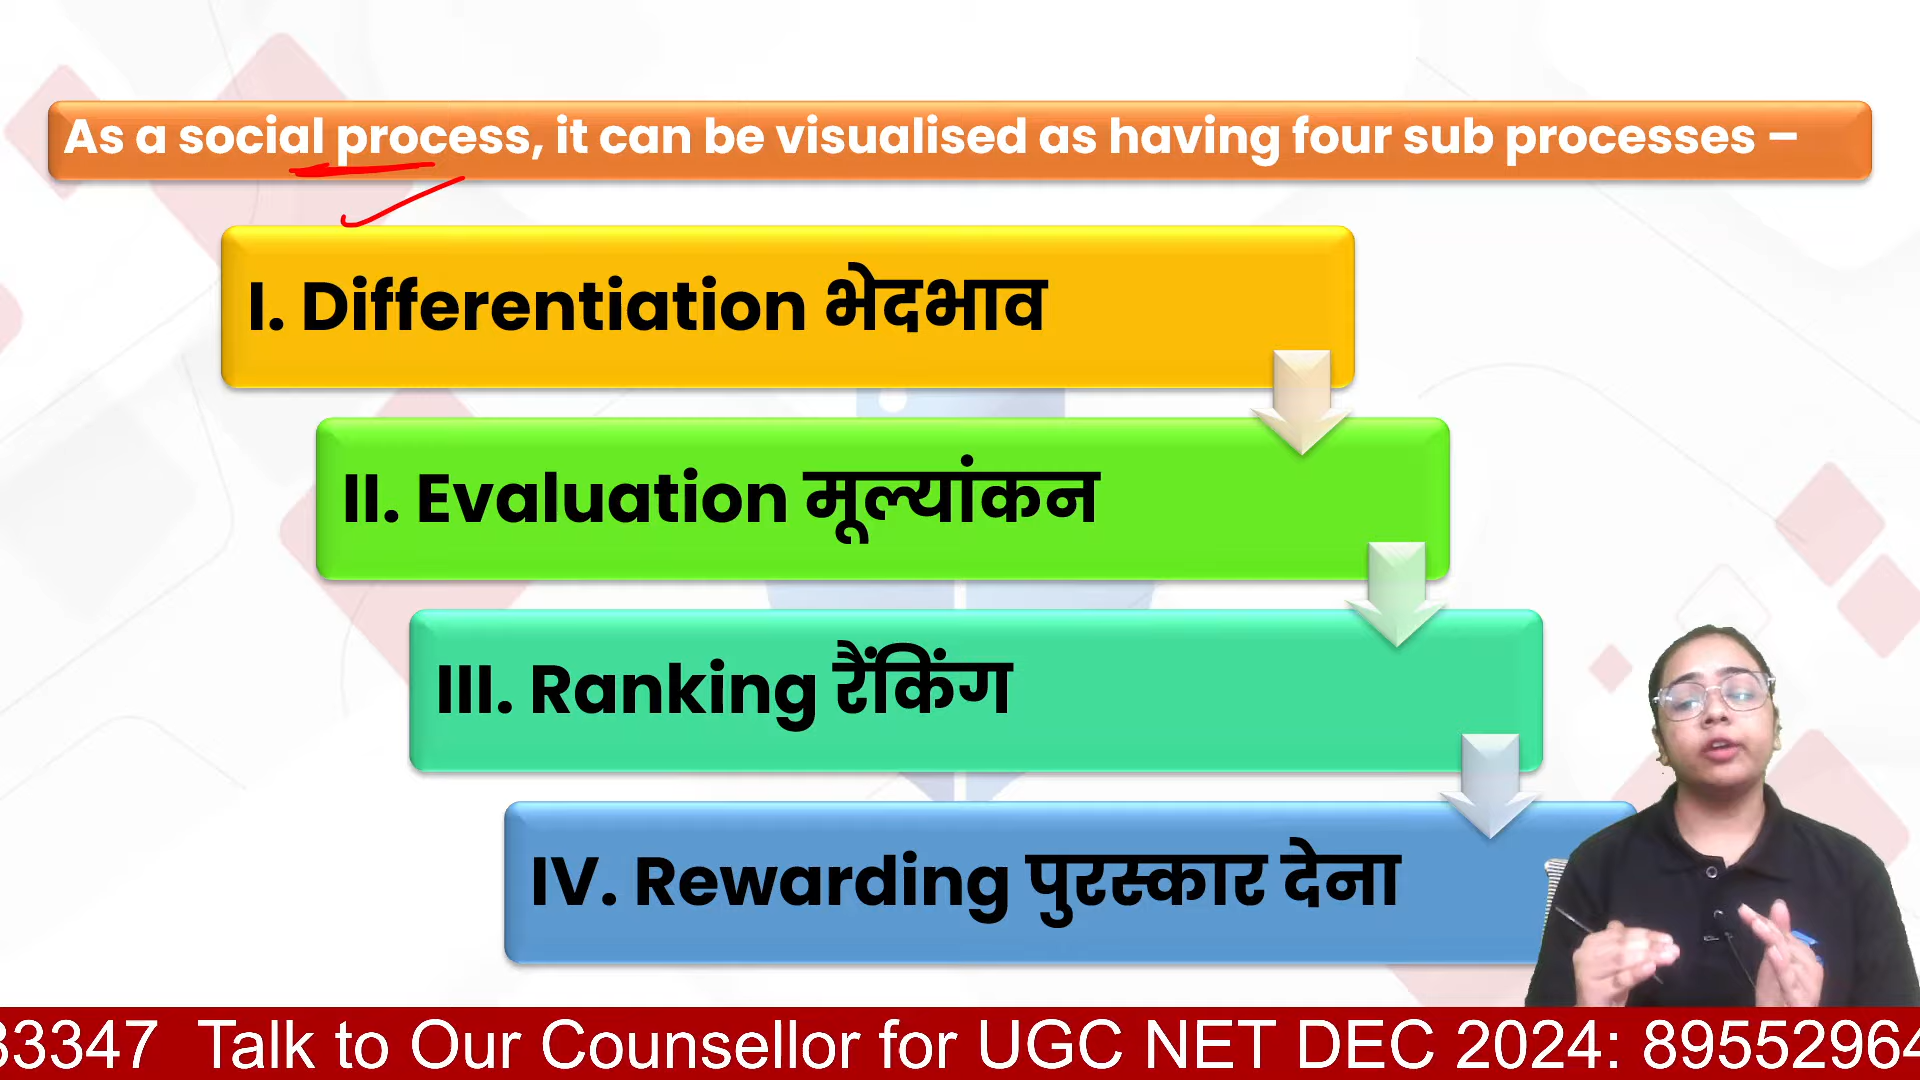 As a social process, it can be visualised as having four sub processes –
I. Differentiation भेदभाव
II. Evaluation मूल्यांकन
III. Ranking रैंकिंग
IV. Rewarding पुरस्कार देना
33347 Talk to Our Counsellor for UGC NET DEC 2024: 89552964